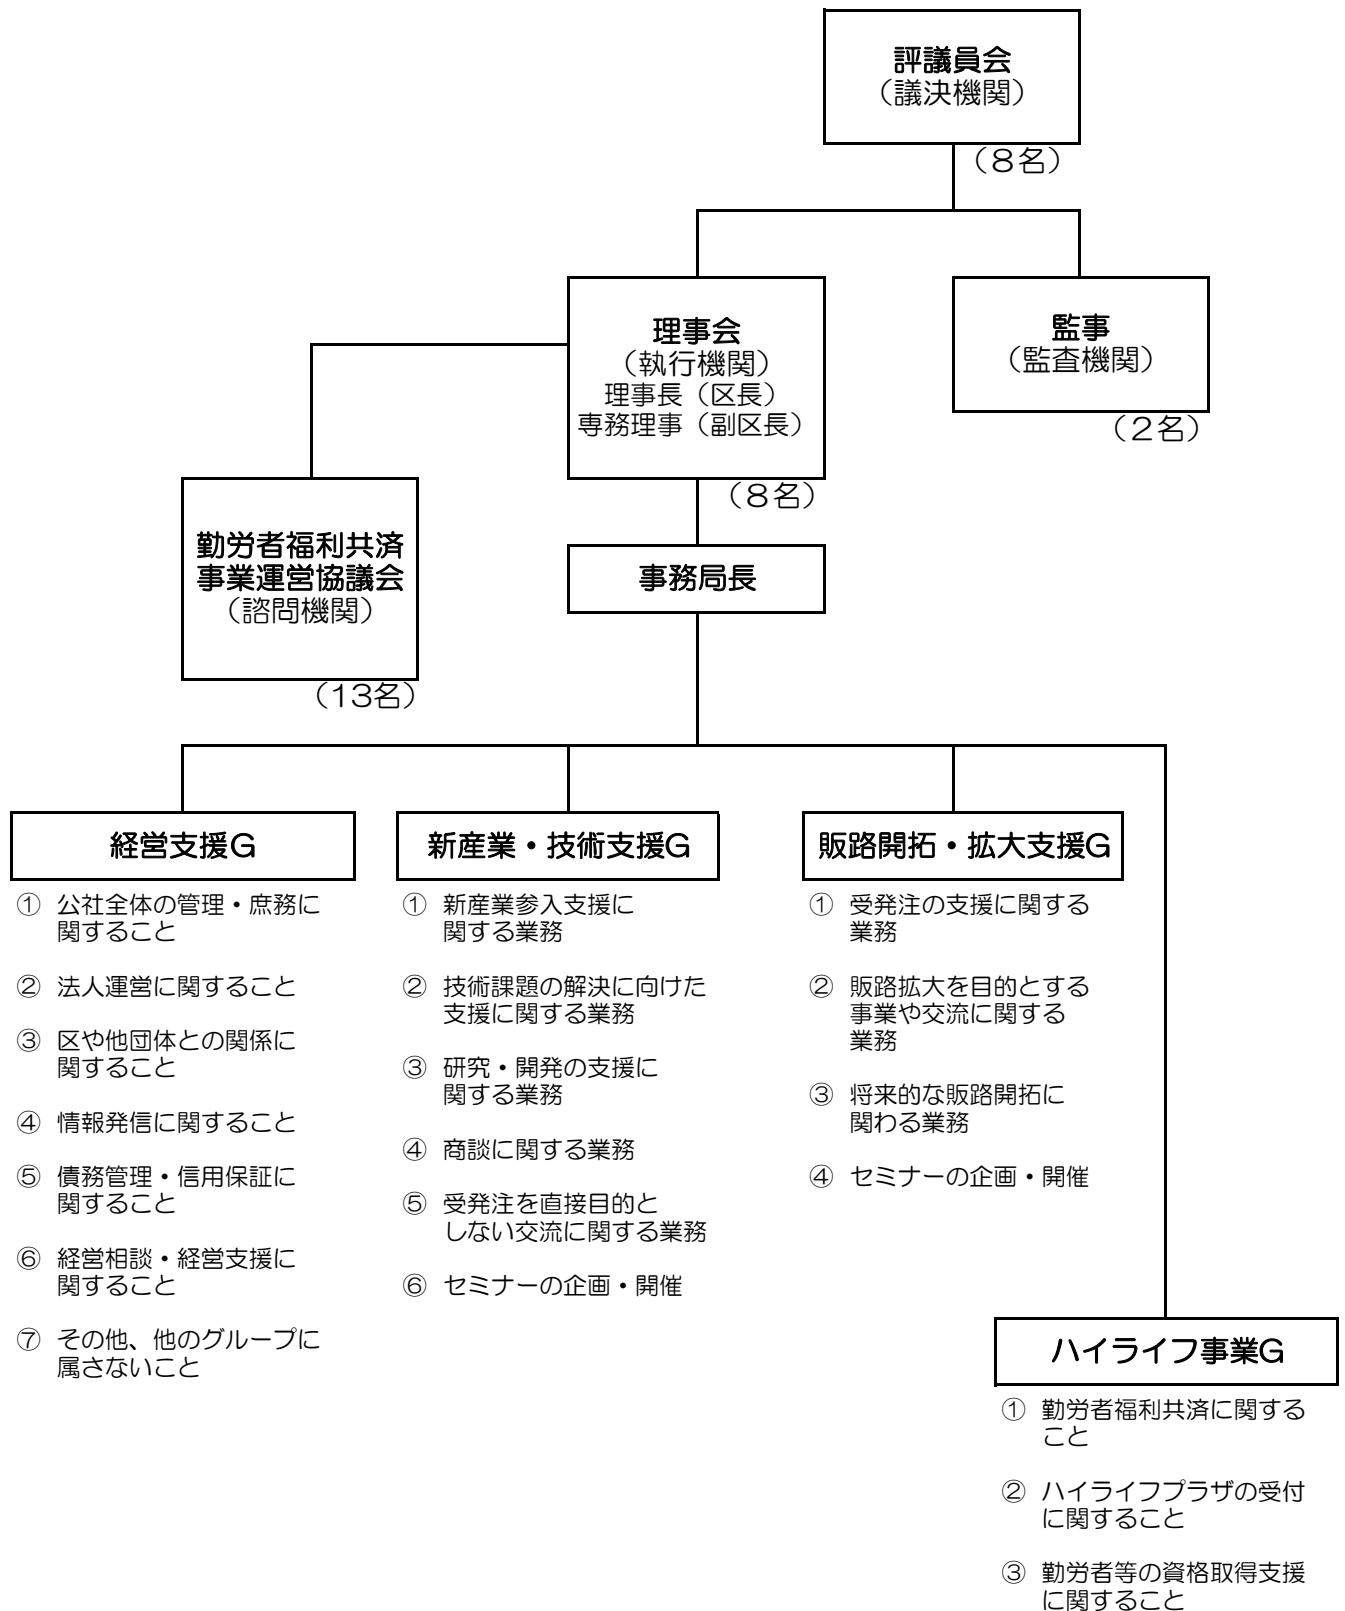 評議員会
（議決機関）
（８名）
理事会
（執行機関）
理事長（区長）
専務理事（副区長）
（８名）
監事
（監査機関）
（２名）
勤労者福利共済
事業運営協議会
（諮問機関）
（13名）
事務局長
経営支援G
① 公社全体の管理・庶務に
関すること
② 法人運営に関すること
③ 区や他団体との関係に
関すること
④ 情報発信に関すること
⑤ 債務管理・信用保証に
関すること
⑥ 経営相談・経営支援に
関すること
⑦ その他、他のグループに
属さないこと
新産業・技術支援G
① 新産業参入支援に
関する業務
② 技術課題の解決に向けた
支援に関する業務
③ 研究・開発の支援に
関する業務
④ 商談に関する業務
⑤ 受発注を直接目的と
しない交流に関する業務
⑥ セミナーの企画・開催
販路開拓・拡大支援G
① 受発注の支援に関する
業務
② 販路拡大を目的とする
事業や交流に関する
業務
③ 将来的な販路開拓に
関わる業務
④ セミナーの企画・開催
ハイライフ事業G
① 勤労者福利共済に関する
こと
② ハイライフプラザの受付
に関すること
③ 勤労者等の資格取得支援
に関すること